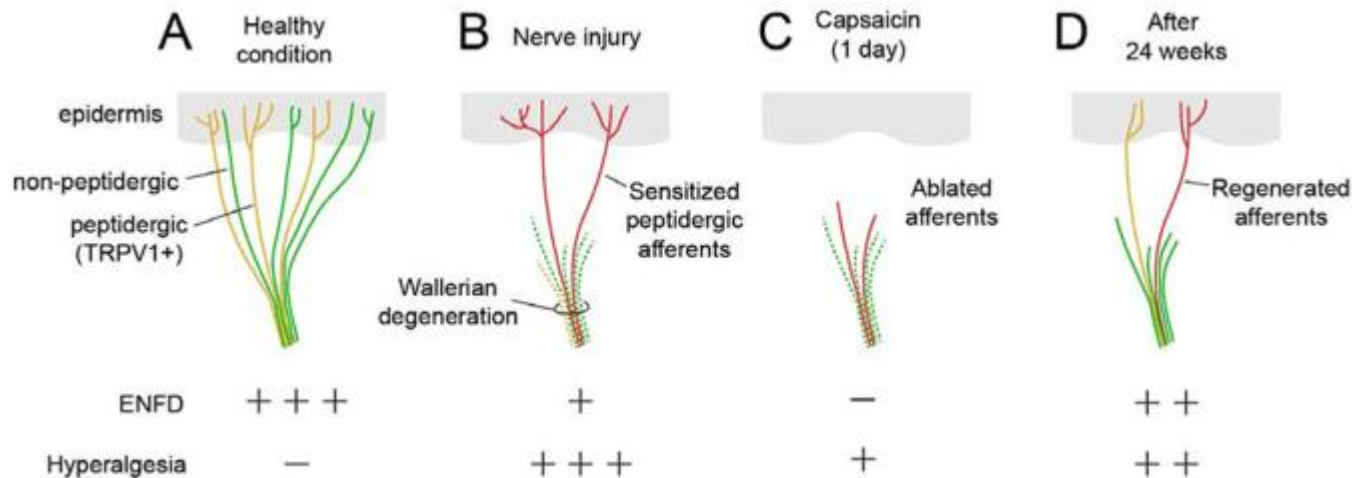 A
Healthy
condition
B
Nerve injury
C
Capsaicin
(1 day)
D
After
24 weeks
epidermis
non-peptidergic
peptidergic
(TRPV1+)
Sensitized
peptidergic
afferents
Wallerian
degeneration
Ablated
afferents
Regenerated
afferents
ENFD + + + + − + +
Hyperalgesia − + + + + + +